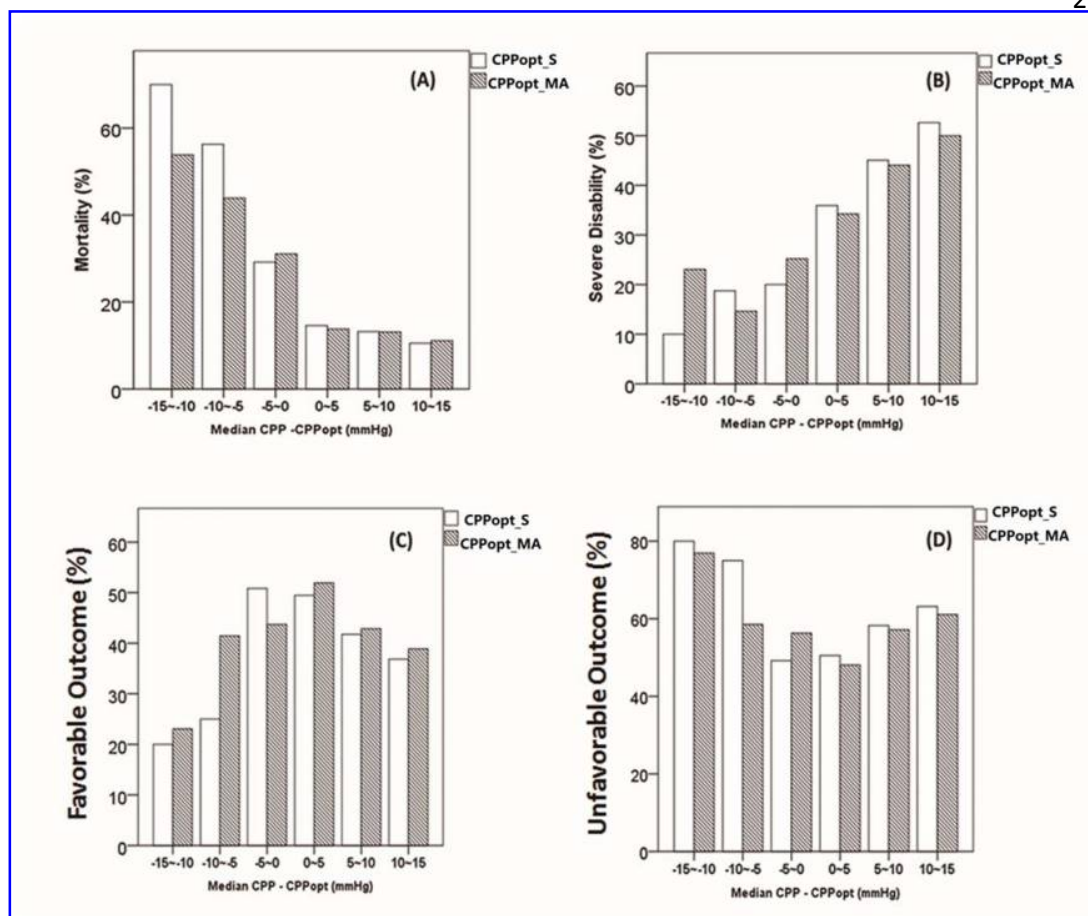 2
CPPopt_S
CPPopt_MA
(A)
Mortality (%)
60
40
20
0
-15~-10 -10~-5 -5~0 0~5 5~10 10~15
Median CPP -CPPopt (mmHg)
CPPopt_S
CPPopt_MA
(B)
Severe Disability (%)
60
50
40
30
20
10
0
-15~-10 -10~-5 -5~0 0~5 5~10 10~15
Median CPP - CPPopt (mmHg)
CPPopt_S
CPPopt_MA
(C)
Favorable Outcome (%)
60
50
40
30
20
10
0
-15~-10 -10~-5 -5~0 0~5 5~10 10~15
Median CPP - CPPopt (mmHg)
CPPopt_S
CPPopt_MA
(D)
Unfavorable Outcome (%)
80
60
40
20
0
-15~-10 -10~-5 -5~0 0~5 5~10 10~15
Median CPP - CPPopt (mmHg)